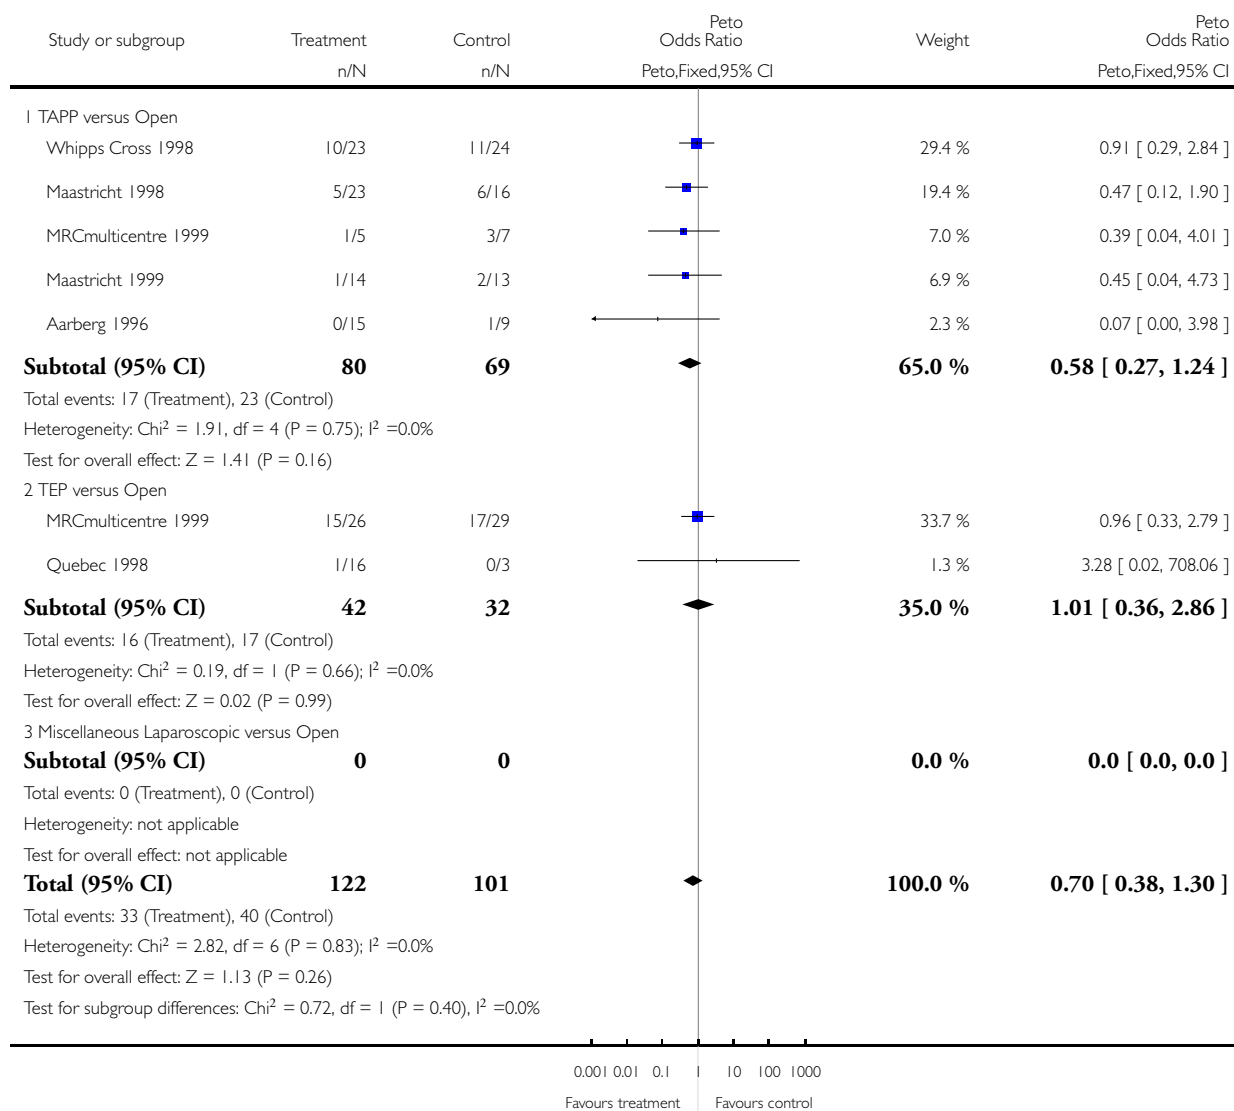 Peto Peto
Study or subgroup Treatment Control Odds Ratio Weight Odds Ratio
n/N n/N Peto,Fixed,95% CI Peto,Fixed,95% CI
1 TAPP versus Open
Whipps Cross 1998 10/23 11/24 29.4 % 0.91 [ 0.29, 2.84 ]
Maastricht 1998 5/23 6/16 19.4 % 0.47 [ 0.12, 1.90 ]
MRCmulticentre 1999 1/5 3/7 7.0 % 0.39 [ 0.04, 4.01 ]
Maastricht 1999 1/14 2/13 6.9 % 0.45 [ 0.04, 4.73 ]
Aarberg 1996 0/15 1/9 2.3 % 0.07 [ 0.00, 3.98 ]
Subtotal (95% CI) 80 69 65.0 % 0.58 [ 0.27, 1.24 ]
Total events: 17 (Treatment), 23 (Control)
Heterogeneity: Chi² = 1.91, df = 4 (P = 0.75); I² =0.0%
Test for overall effect: Z = 1.41 (P = 0.16)
2 TEP versus Open
MRCmulticentre 1999 15/26 17/29 33.7 % 0.96 [ 0.33, 2.79 ]
Quebec 1998 1/16 0/3 1.3 % 3.28 [ 0.02, 708.06 ]
Subtotal (95% CI) 42 32 35.0 % 1.01 [ 0.36, 2.86 ]
Total events: 16 (Treatment), 17 (Control)
Heterogeneity: Chi² = 0.19, df = 1 (P = 0.66); I² =0.0%
Test for overall effect: Z = 0.02 (P = 0.99)
3 Miscellaneous Laparoscopic versus Open
Subtotal (95% CI) 0 0 0.0 % 0.0 [ 0.0, 0.0 ]
Total events: 0 (Treatment), 0 (Control)
Heterogeneity: not applicable
Test for overall effect: not applicable
Total (95% CI) 122 101 100.0 % 0.70 [ 0.38, 1.30 ]
Total events: 33 (Treatment), 40 (Control)
Heterogeneity: Chi² = 2.82, df = 6 (P = 0.83); I² =0.0%
Test for overall effect: Z = 1.13 (P = 0.26)
Test for subgroup differences: Chi² = 0.72, df = 1 (P = 0.40), I² =0.0%
0.001 0.01 0.1 1 10 100 1000
Favours treatment Favours control